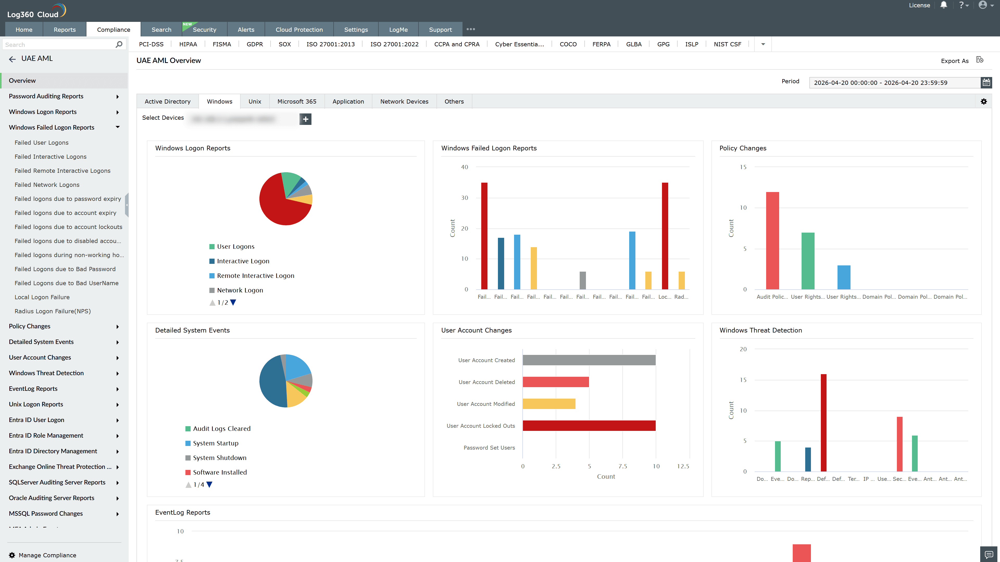 Log360 Cloud
License
?
Home
Reports
Compliance
Search
NEW
Security
Alerts
Cloud Protection
Settings
LogMe
Support
Search
PCI-DSS
HIPAA
FISMA
GDPR
SOX
ISO 27001:2013
ISO 27001:2022
CCPA and CPRA
Cyber Essentia...
COCO
FERPA
GLBA
GPG
ISLP
NIST CSF
UAE AML
Overview
Password Auditing Reports
Windows Logon Reports
Windows Failed Logon Reports
Failed User Logons
Failed Interactive Logons
Failed Remote Interactive Logons
Failed Network Logons
Failed logons due to password expiry
Failed logons due to account expiry
Failed logons due to account lockouts
Failed logons due to disabled accou...
Failed logons during non-working ho...
Failed Logons due to Bad Password
Failed Logons due to Bad UserName
Local Logon Failure
Radius Logon Failure(NPS)
Policy Changes
Detailed System Events
User Account Changes
Windows Threat Detection
EventLog Reports
Unix Logon Reports
Entra ID User Logon
Entra ID Role Management
Entra ID Directory Management
Exchange Online Threat Protection ...
SQLServer Auditing Server Reports
Oracle Auditing Server Reports
MSSQL Password Changes
Manage Compliance
UAE AML Overview
Export As
Period
2026-04-20 00:00:00 - 2026-04-20 23:59:59
Active Directory
Windows
Unix
Microsoft 365
Application
Network Devices
Others
Select Devices
Windows Logon Reports
User Logons
Interactive Logon
Remote Interactive Logon
Network Logon
1/2
Windows Failed Logon Reports
40
30
20
10
0
Count
Fail...
Fail...
Fail...
Fail...
Fail...
Fail...
Fail...
Fail...
Fail...
Fail...
Fail...
Loc...
Rad...
Policy Changes
15
10
5
0
Count
Audit Polic...
User Rights...
User Rights...
Domain Pol...
Domain Pol...
Domain Pol...
Detailed System Events
Audit Logs Cleared
System Startup
System Shutdown
Software Installed
1/4
User Account Changes
User Account Created
User Account Deleted
User Account Modified
User Account Locked Outs
Password Set Users
0
2.5
5
7.5
10
12.5
Count
Windows Threat Detection
20
15
10
5
0
Count
Do...
Eve...
Do...
Rep...
Def...
Def...
Ter...
IP ...
Use...
Sec...
Eve...
Ant...
Ant...
Ant...
EventLog Reports
10